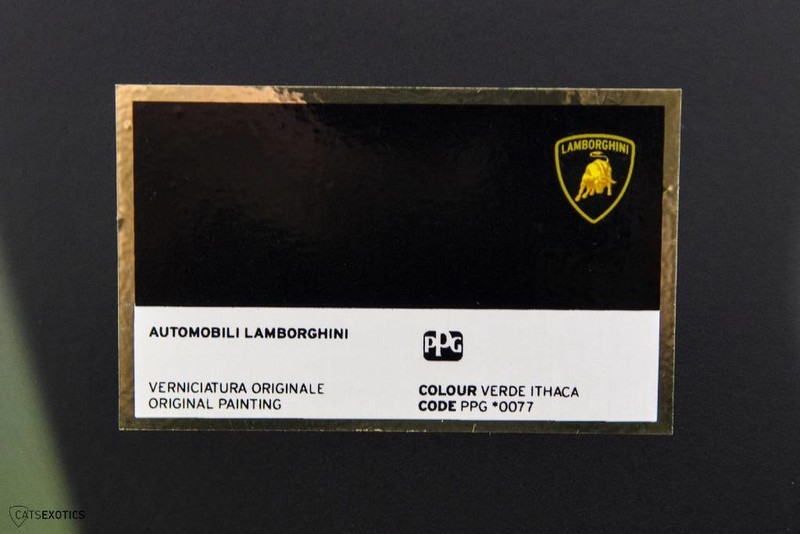 LAMBORGHINI
AUTOMOBILI LAMBORGHINI
PPG
VERNICIATURA ORIGINALE
ORIGINAL PAINTING
COLOUR VERDE ITHACA
CODE PPG *0077
CATSEXOTICS